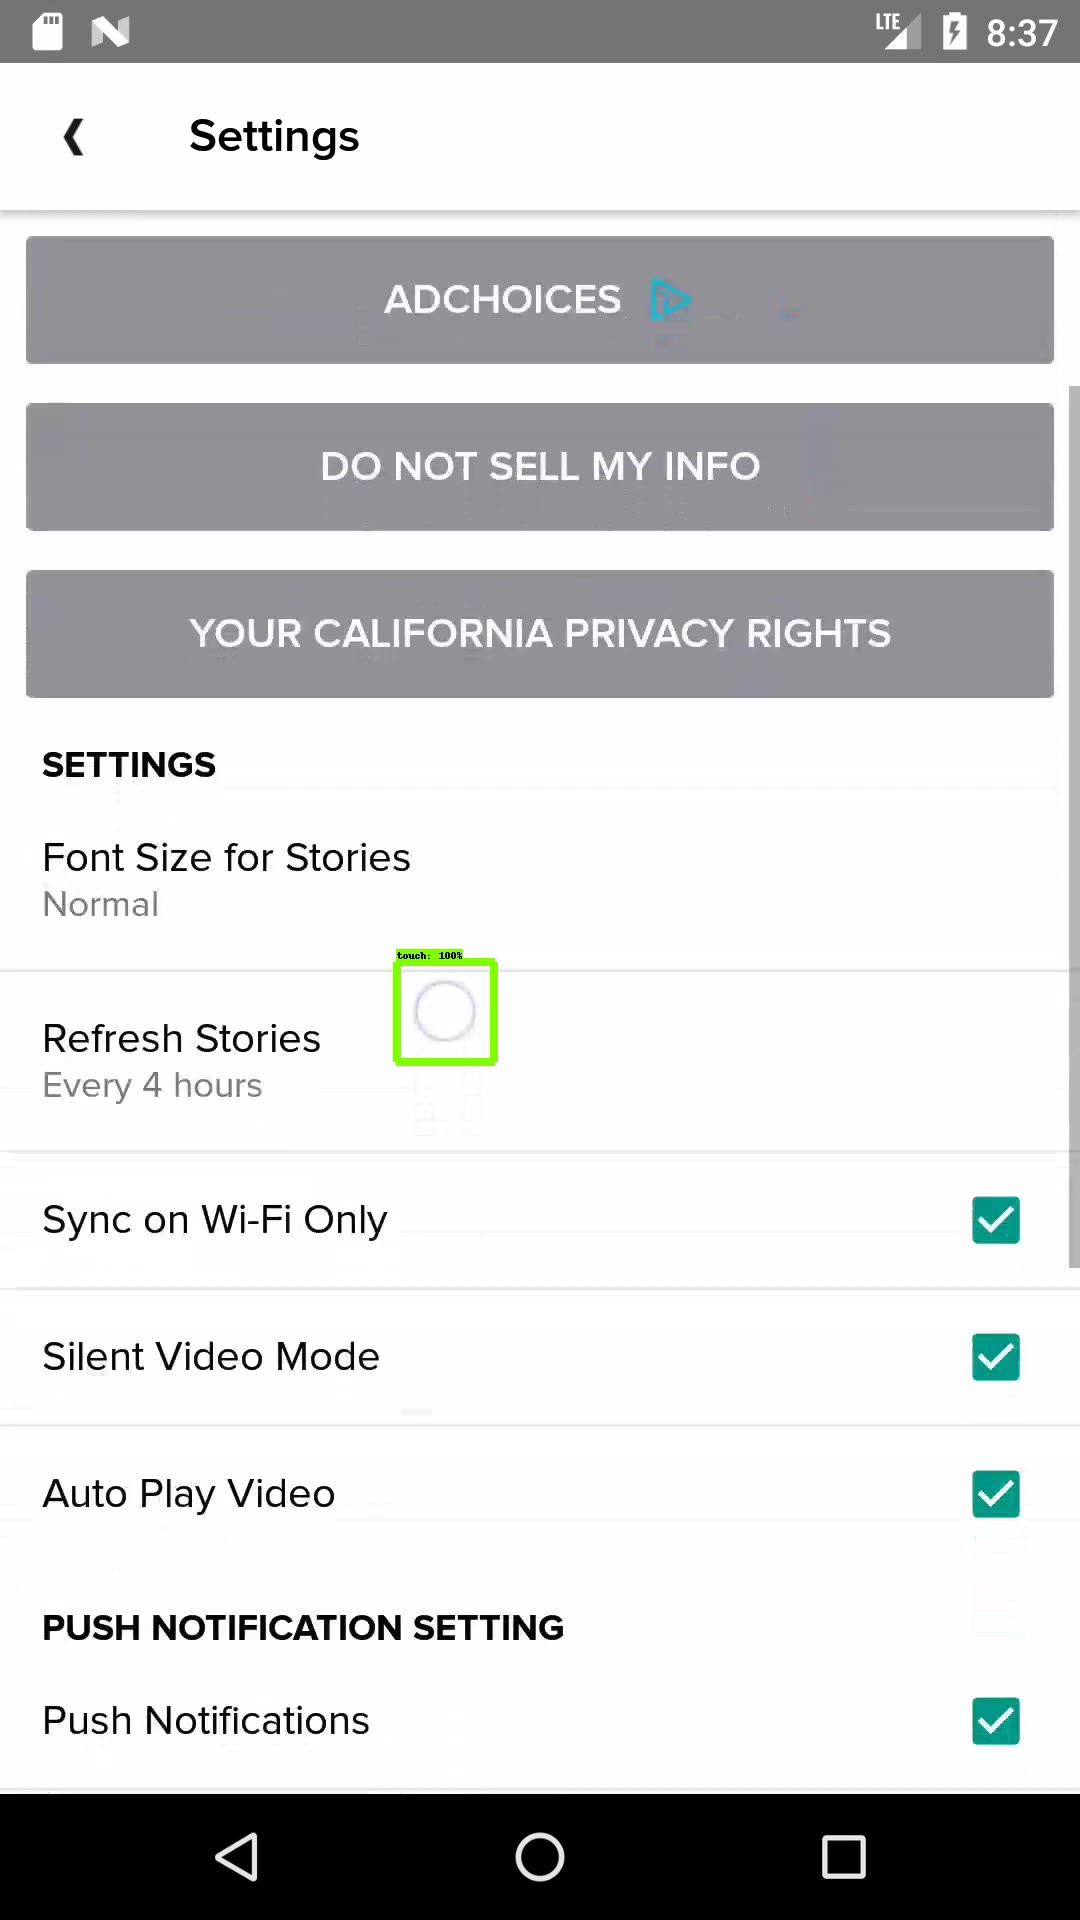 LTE 8:37
Settings
ADCHOICES
DO NOT SELL MY INFO
YOUR CALIFORNIA PRIVACY RIGHTS
SETTINGS
Font Size for Stories
Normal
touch: 100%
Refresh Stories
Every 4 hours
Sync on Wi-Fi Only
Silent Video Mode
Auto Play Video
PUSH NOTIFICATION SETTING
Push Notifications